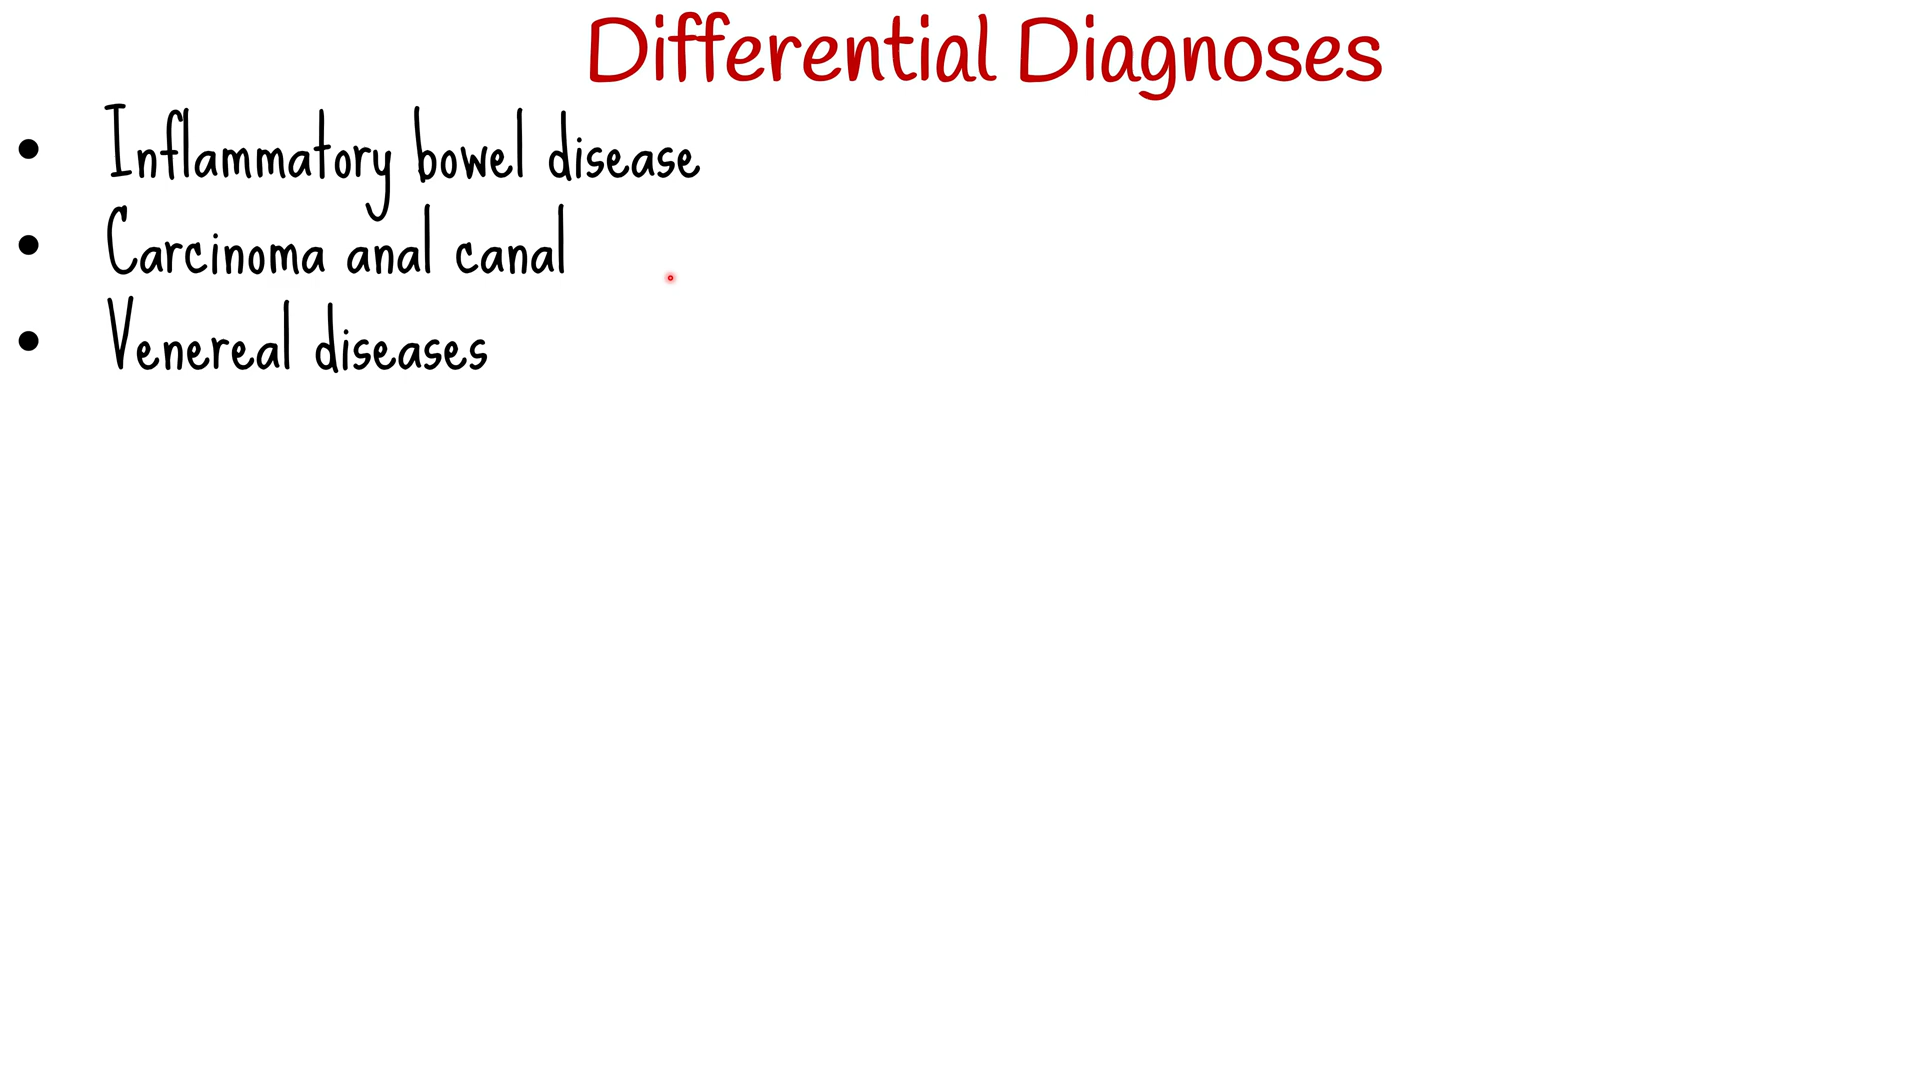 Differential Diagnoses
• Inflammatory bowel disease
• Carcinoma anal canal
• Venereal diseases